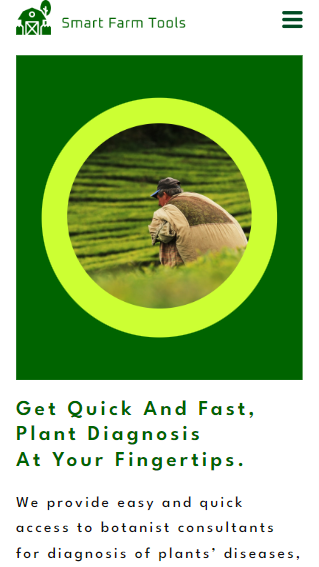 Smart Farm Tools
Get Quick And Fast,
Plant Diagnosis
At Your Fingertips.
We provide easy and quick
access to botanist consultants
for diagnosis of plants’ diseases,